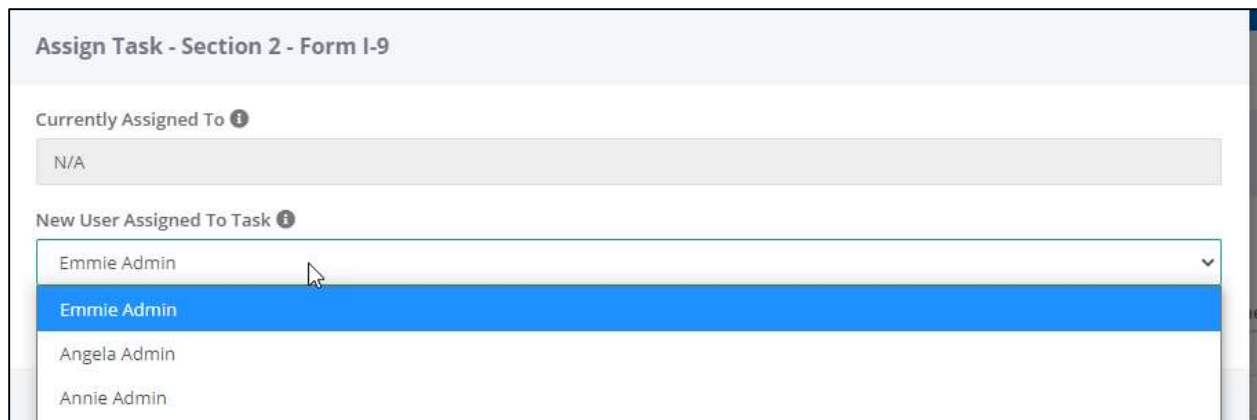 Assign Task - Section 2 - Form I-9
Currently Assigned To
N/A
New User Assigned To Task
Emmie Admin
Emmie Admin
Angela Admin
Annie Admin